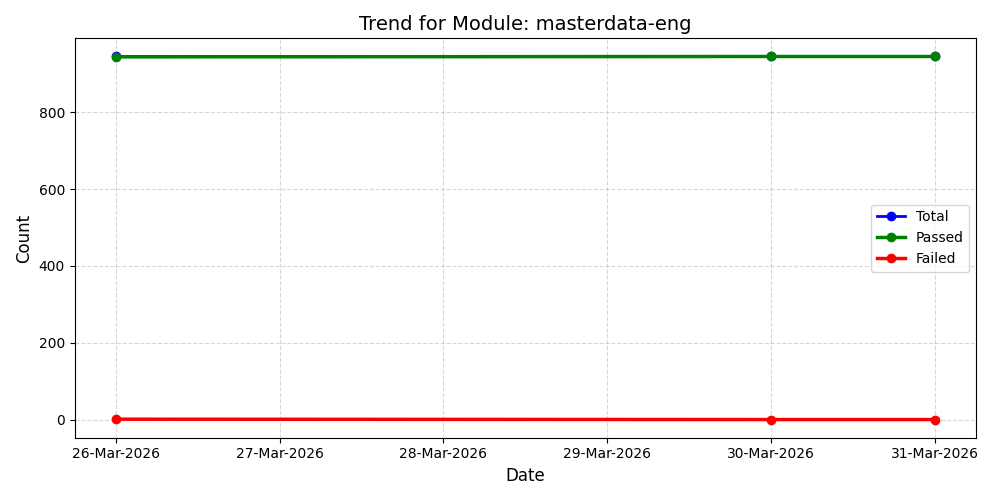 Trend for Module: masterdata-eng
Count
800
600
400
200
0
Total
Passed
Failed
26-Mar-2026 27-Mar-2026 28-Mar-2026 29-Mar-2026 30-Mar-2026 31-Mar-2026
Date